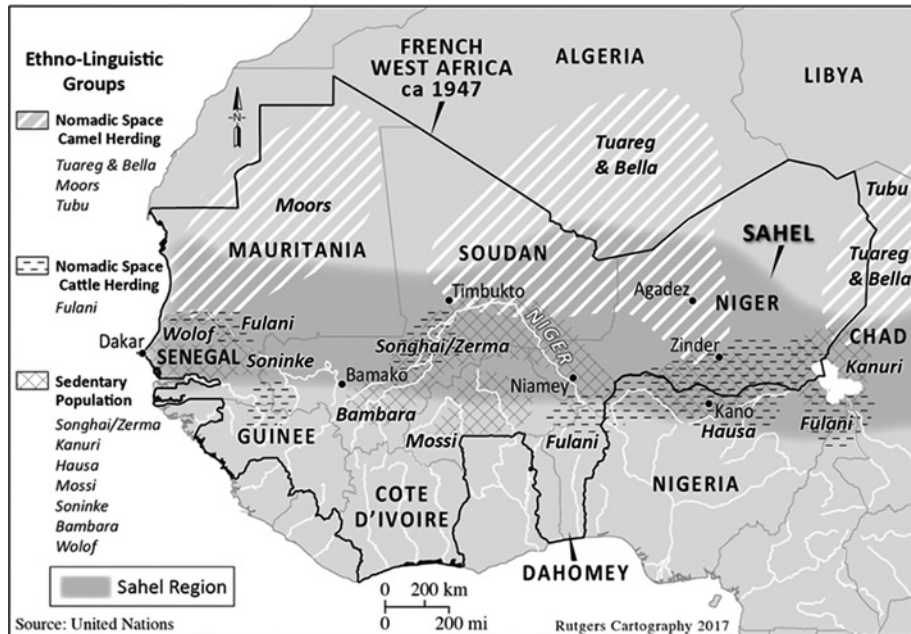 Ethno-Linguistic
Groups
Nomadic Space
Camel Herding
Tuareg & Bella
Moors
Tubu
Nomadic Space
Cattle Herding
Fulani
Sedentary
Population
Songhai/Zerma
Kanuri
Hausa
Mossi
Soninke
Bambara
Wolof
Sahel Region
Source: United Nations
N
FRENCH
WEST AFRICA
ca 1947
ALGERIA
LIBYA
Tuareg
& Bella
Tubu
Moors
SAHEL
MAURITANIA
SOUDAN
Tuareg
& Bella
Timbukto
Agadez
NIGER
NIGER
Wolof
Fulani
Dakar
SENEGAL
Soninke
Songhai/Zerma
Zinder
CHAD
Kanuri
Bamako
Niamey
Bambara
Kano
Hausa
Fulani
Mossi
Fulani
GUINEE
NIGERIA
COTE
D'IVOIRE
DAHOMEY
0 200 km
0 200 mi
Rutgers Cartography 2017